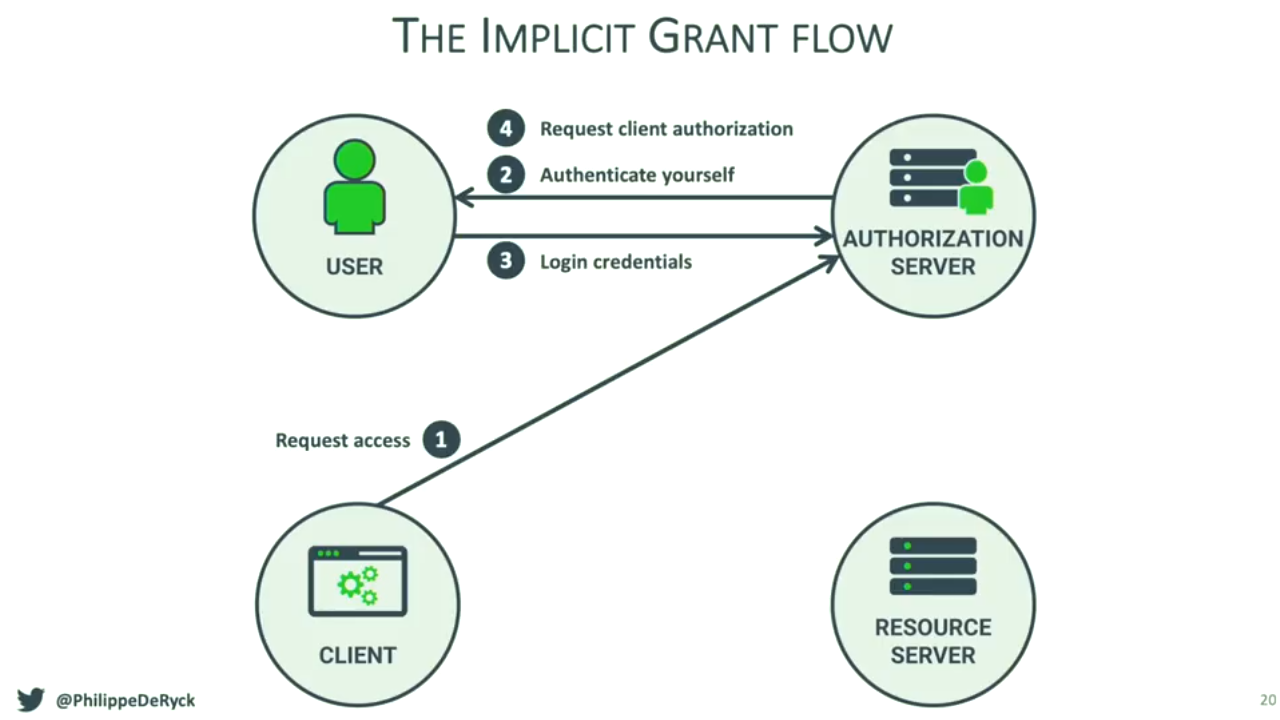 THE IMPLICIT GRANT FLOW
4 Request client authorization
2 Authenticate yourself
3 Login credentials
USER
AUTHORIZATION
SERVER
Request access 1
CLIENT
RESOURCE
SERVER
@PhilippeDeRyck
20